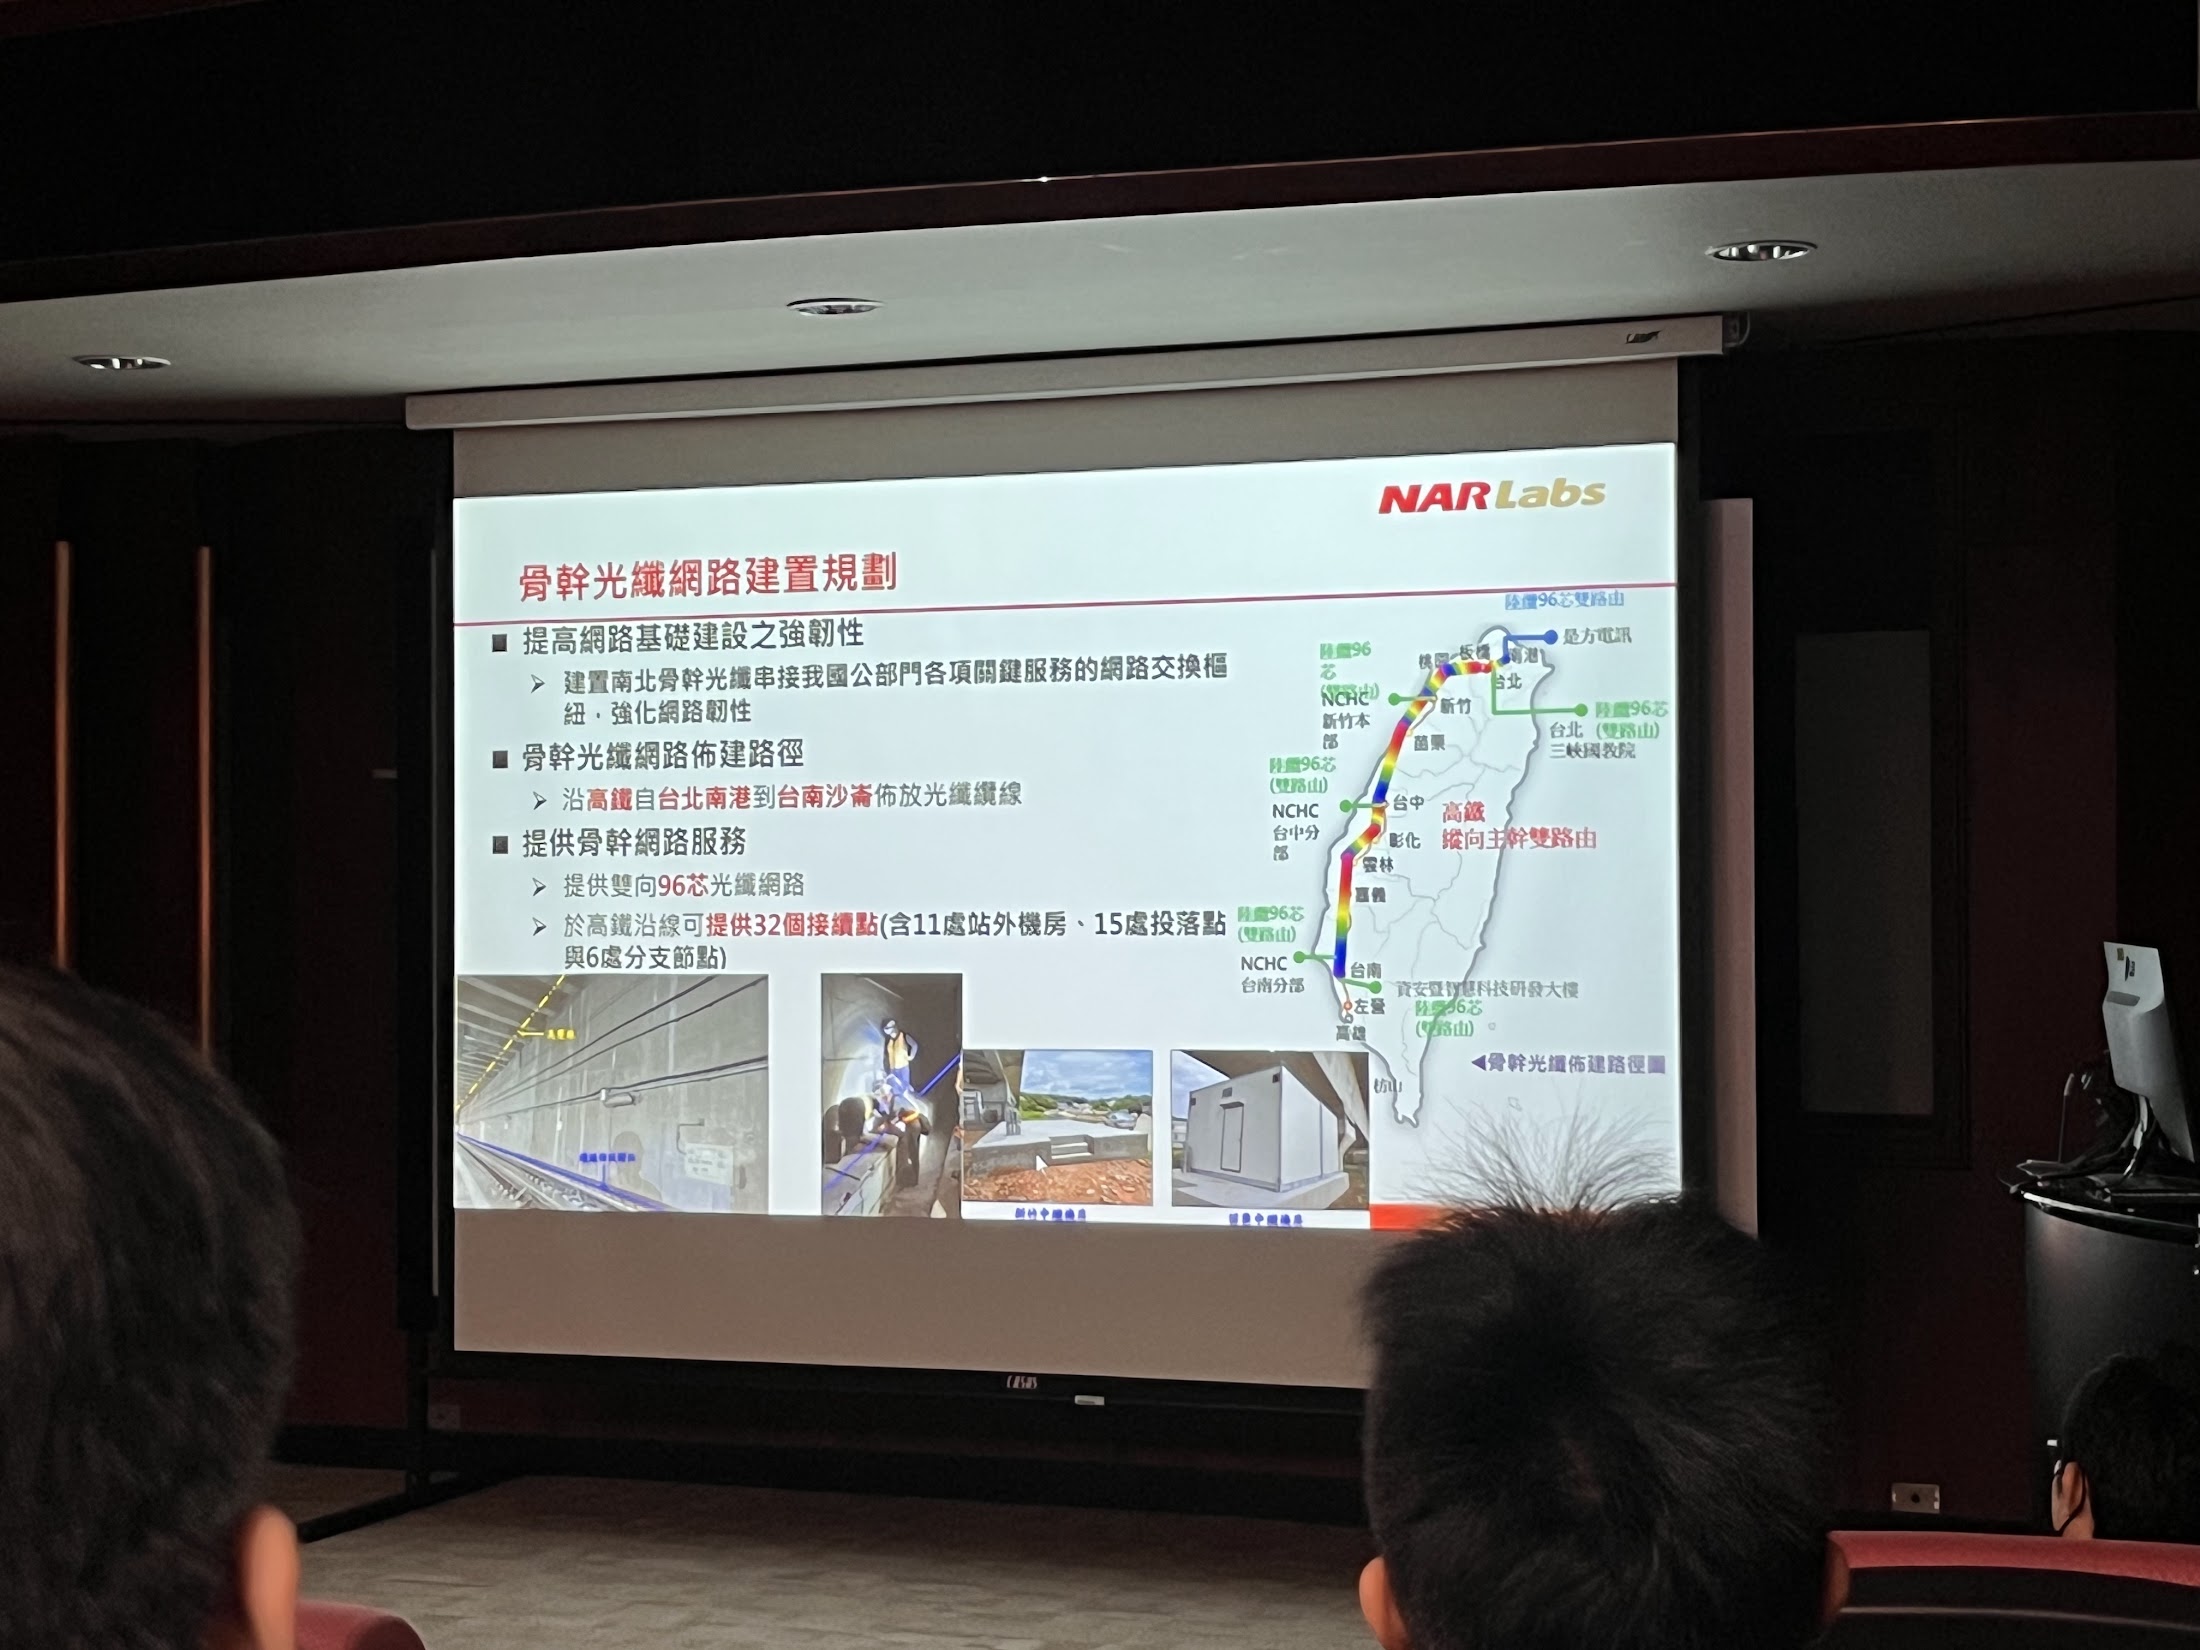 NARLabs
骨幹光纖網路建置規劃
■ 提高網路基礎建設之強韌性
➢ 建置南北骨幹光纖串接我國公部門各項關鍵服務的網路交換樞
紐，強化網路韌性
■ 骨幹光纖網路佈建路徑
➢ 沿高鐵自台北南港到台南沙崙佈放光纖纜線
■ 提供骨幹網路服務
➢ 提供雙向96芯光纖網路
➢ 於高鐵沿線可提供32個接續點(含11處站外機房、15處投落點
與6處分支節點)
陸纜96芯雙路由
是方電訊
南港
板橋
桃園
台北
陸纜96
芯
(雙路由)
NCHC
新竹本
部
新竹
陸纜96芯
(雙路由)
台北
三峽國教院
苗栗
陸纜96芯
(雙路由)
NCHC
台中分
部
台中
高鐵
縱向主幹雙路由
彰化
雲林
嘉義
陸纜96芯
(雙路由)
NCHC
台南分部
台南
資安暨智慧科技研發大樓
陸纜96芯
(雙路由)
左營
高雄
◀骨幹光纖佈建路徑圖
枋山